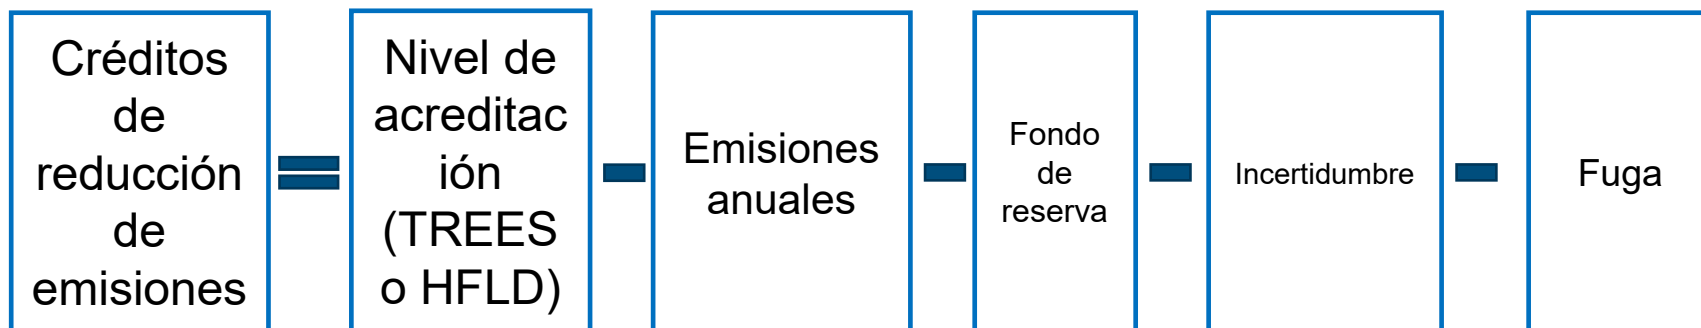 Créditos
de
reducción
de
emisiones
Nivel de
acreditac
ión
(TREES
o HFLD)
Emisiones
anuales
Fondo
de
reserva
Incertidumbre
Fuga